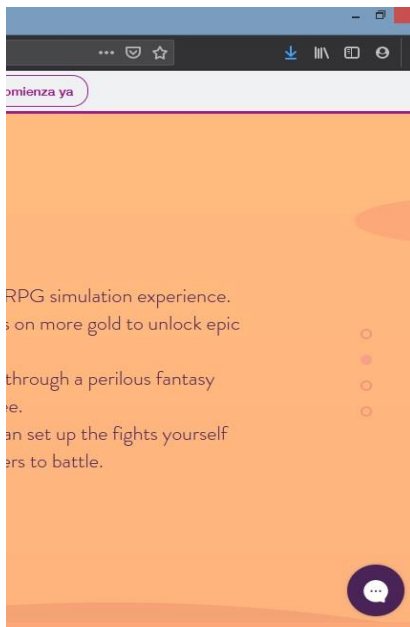 omienza ya
RPG simulation experience.
s on more gold to unlock epic
through a perilous fantasy
ee.
an set up the fights yourself
ers to battle.